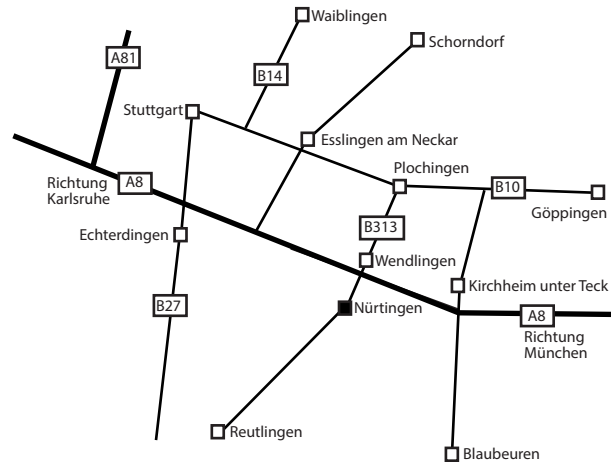 Waiblingen
Schorndorf
A81
B14
Stuttgart
Esslingen am Neckar
Plochingen
Richtung
Karlsruhe
A8
B10
Göppingen
B313
Echterdingen
Wendlingen
Kirchheim unter Teck
B27
Nürtingen
A8
Richtung
München
Reutlingen
Blaubeuren